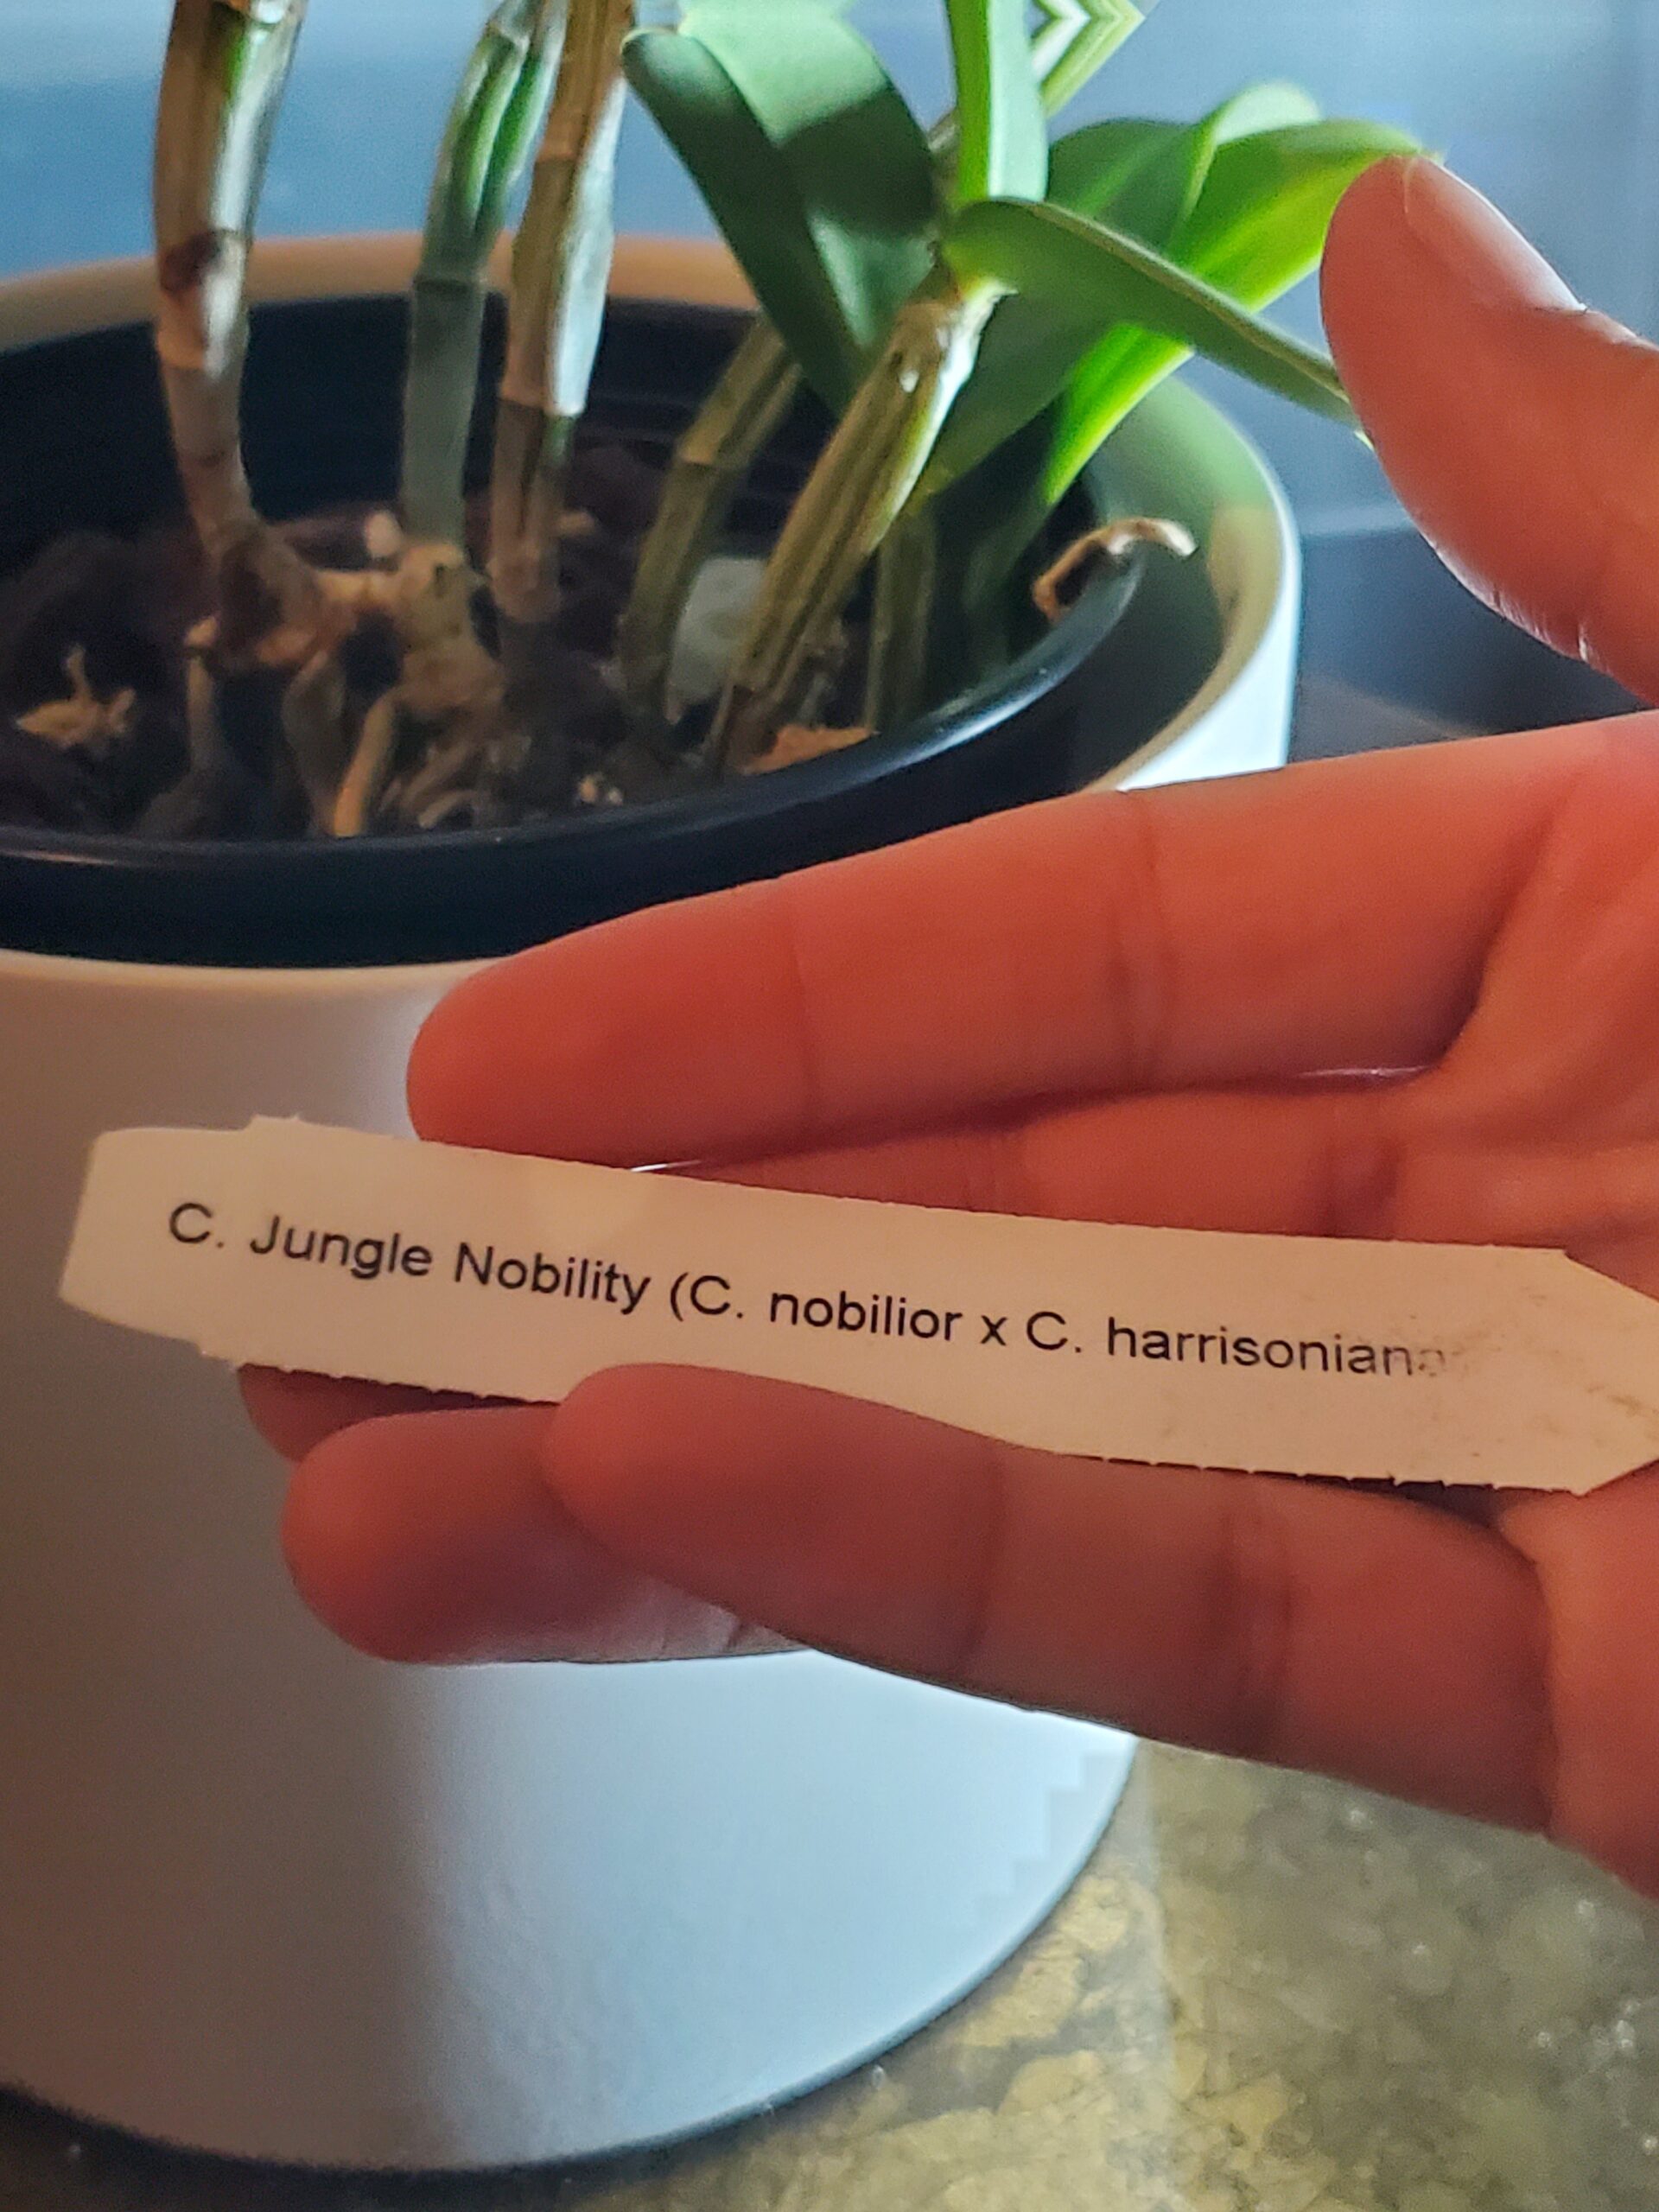 C. Jungle Nobility (C. nobilior x C. harrisoniana